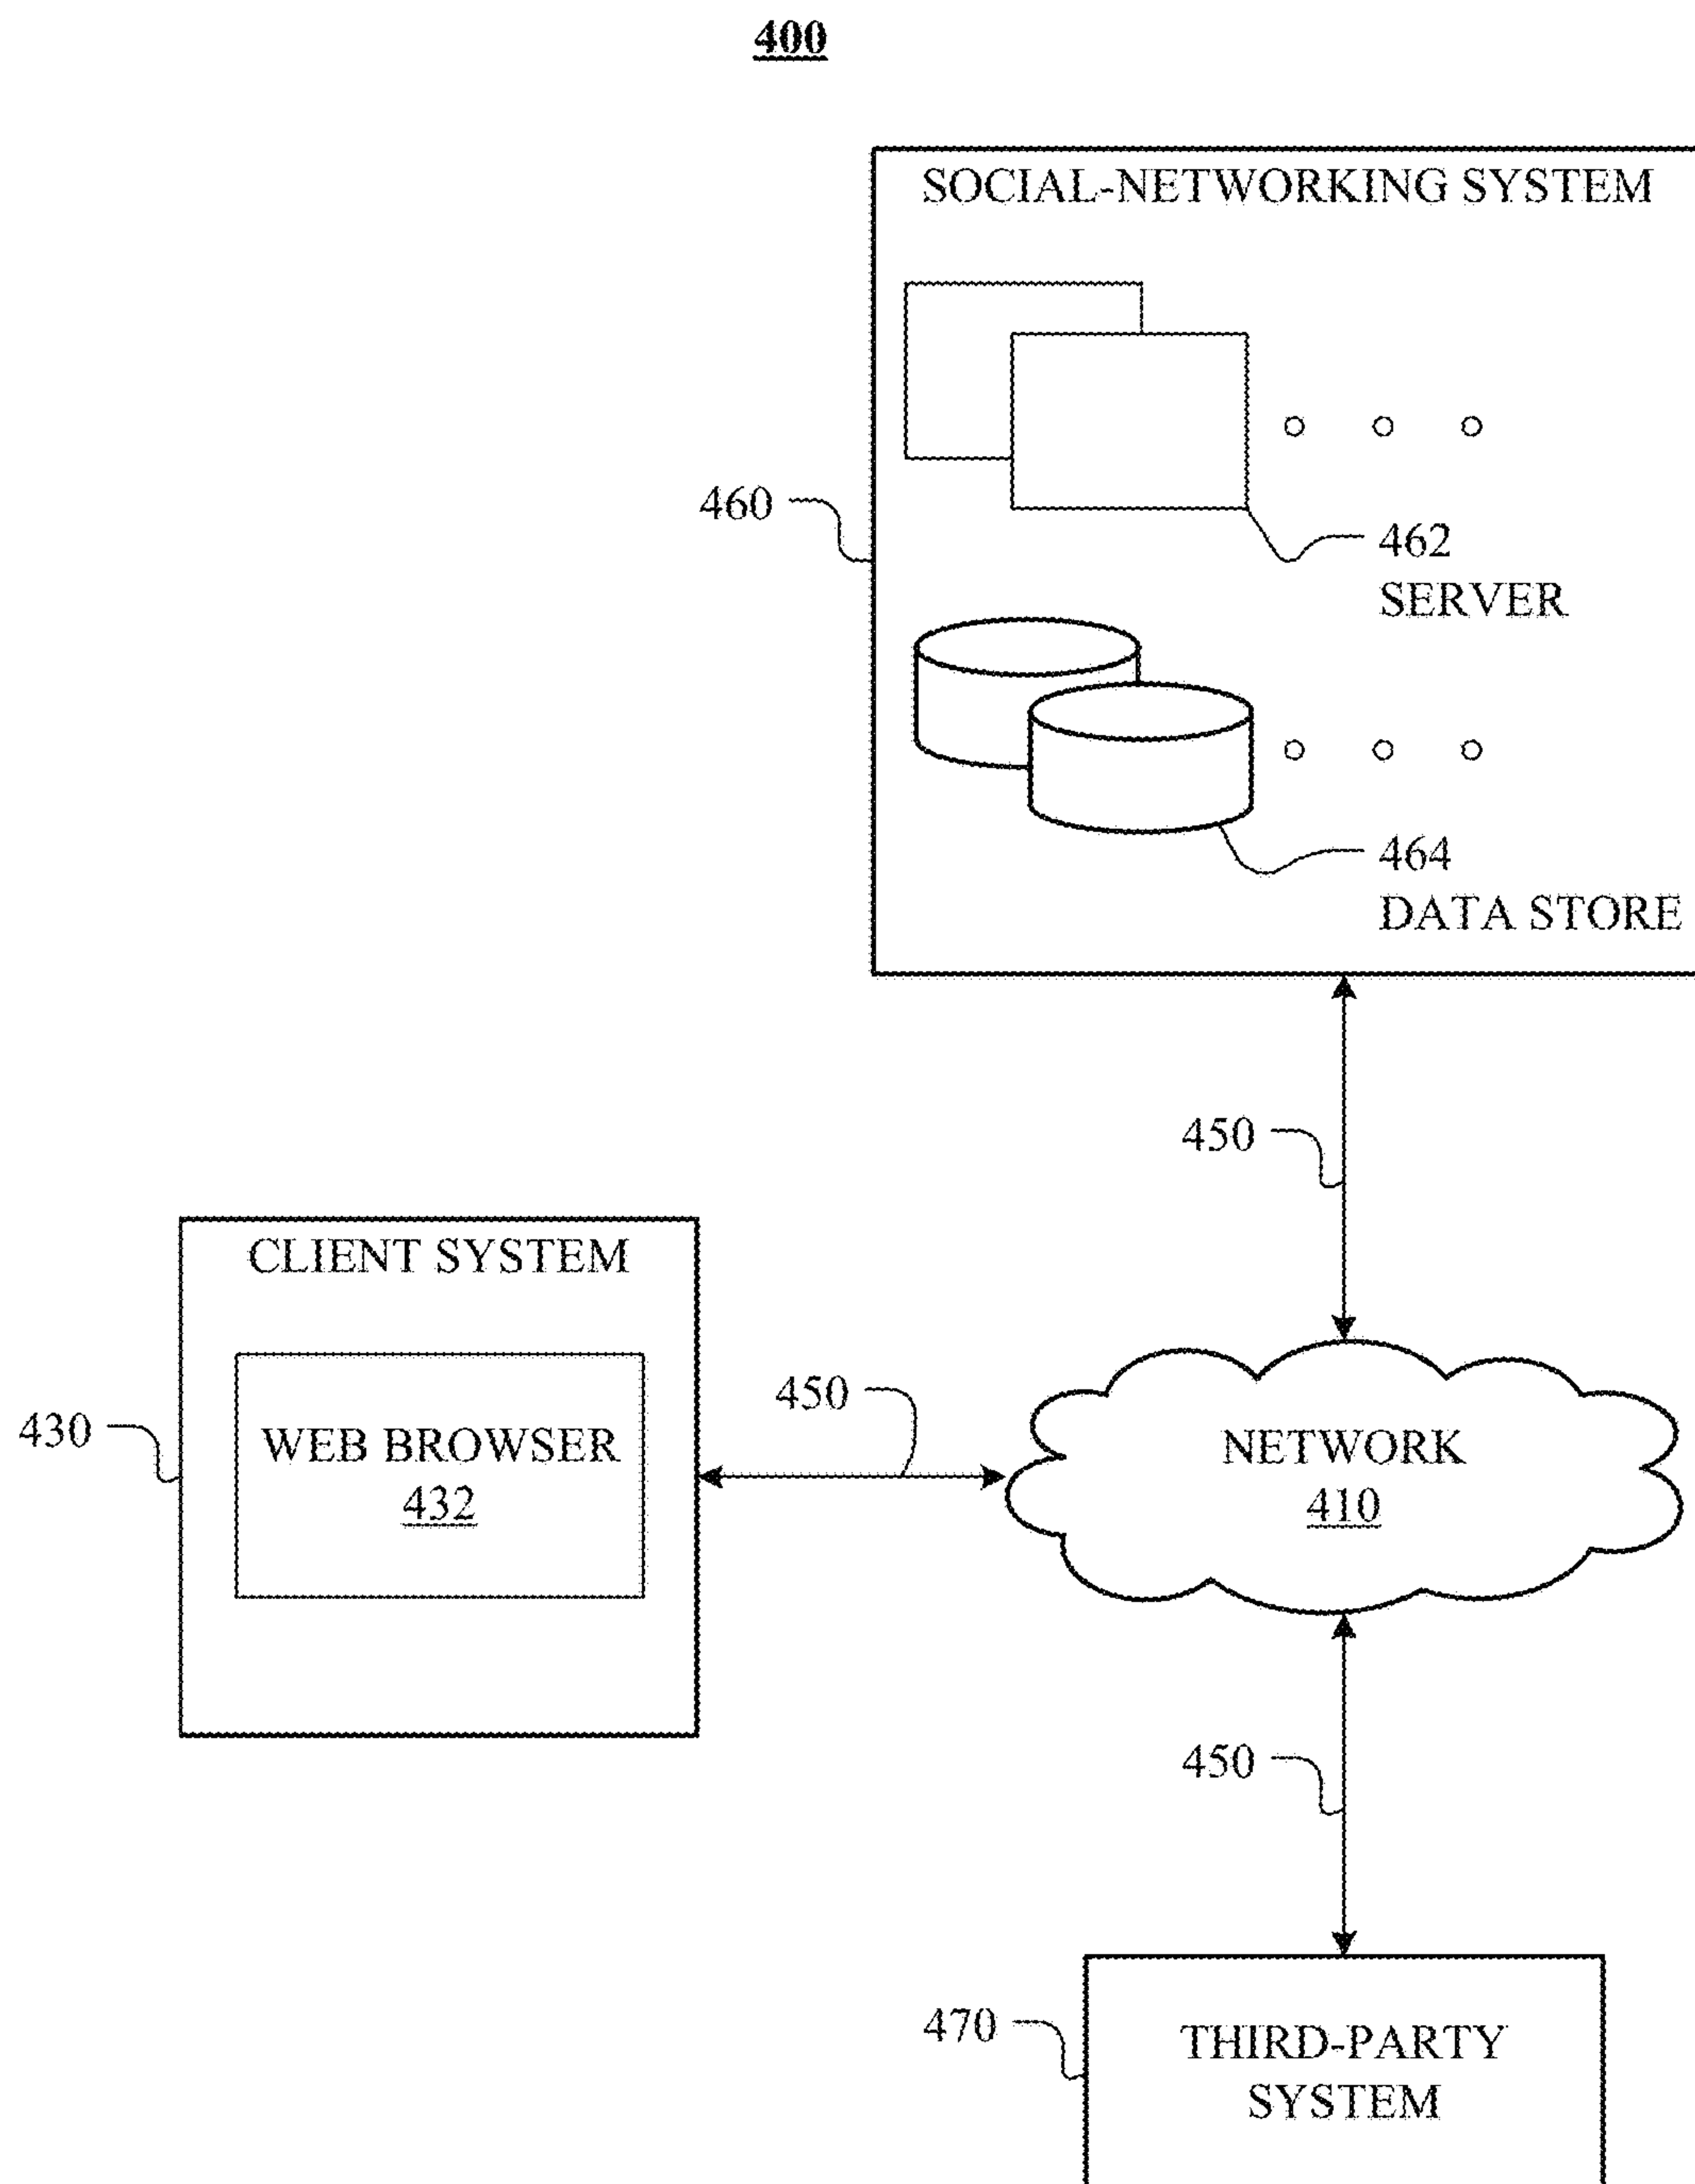 400
SOCIAL-NETWORKING SYSTEM
460
462
SERVER
464
DATA STORE
450
CLIENT SYSTEM
430
WEB BROWSER
432
450
NETWORK
410
450
470
THIRD-PARTY
SYSTEM